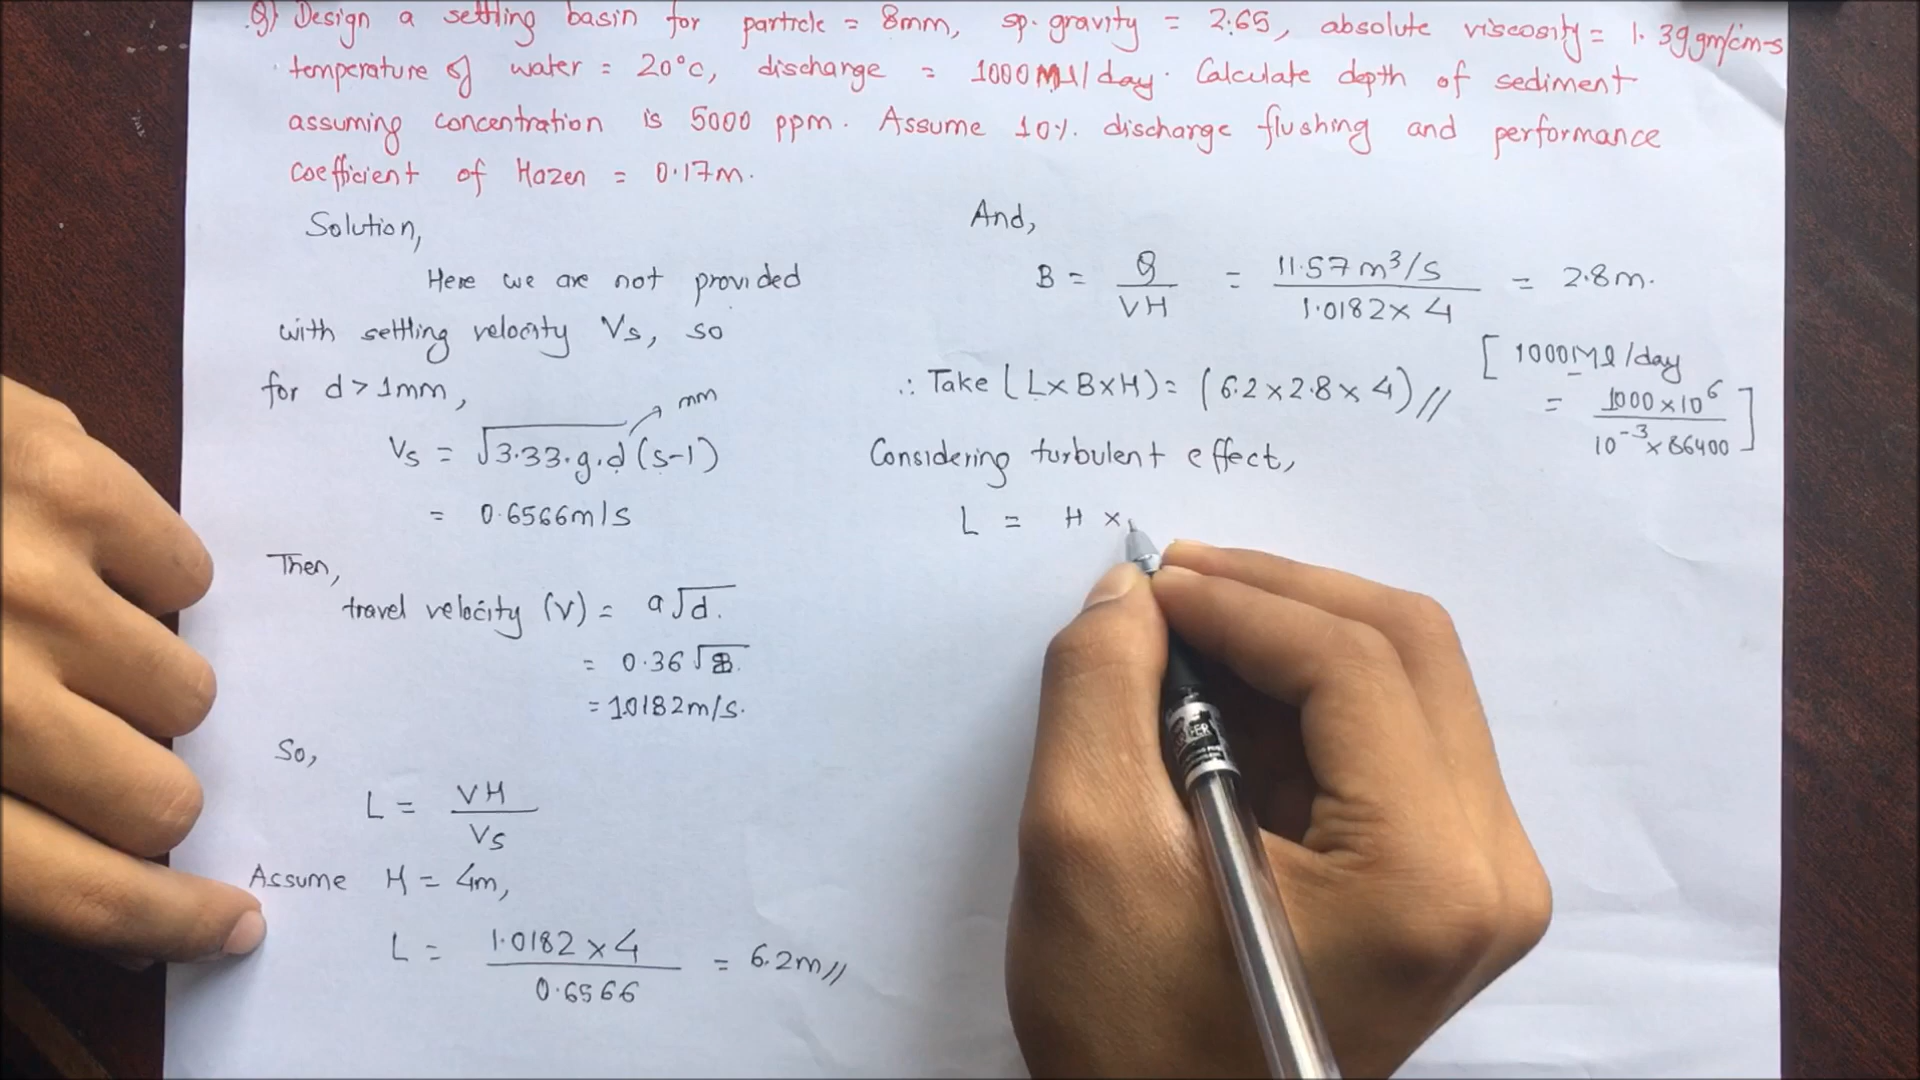 Q) Design a settling basin for particle = 8mm, sp. gravity = 2.65, absolute viscosity = 1.39gm/cm-s
temperature of water = 20°c, discharge = 1000Ml/day. Calculate depth of sediment
assuming concentration is 5000 ppm. Assume 10%. discharge flushing and performance
coefficient of Hazen = 0.17m.
Solution,
Here we are not provided
with settling velocity Vs, so
for d > 1mm,
mm
Vs = √3.33.g.d (s-1)
= 0.6566m/s
Then,
travel velocity (V) = a√d.
= 0.36 √8.
= 1.0182m/s.
So,
L = VH / Vs
Assume H = 4m,
L = 1.0182 × 4 / 0.6566 = 6.2m//
And,
B = Q / VH = 11.57 m³/s / 1.0182 × 4 = 2.8m.
[ 1000Ml/day
= 1000 × 10⁶ / 10⁻³ × 86400 ]
∴ Take (L × B × H) = (6.2 × 2.8 × 4) //
Considering turbulent effect,
L = H ×